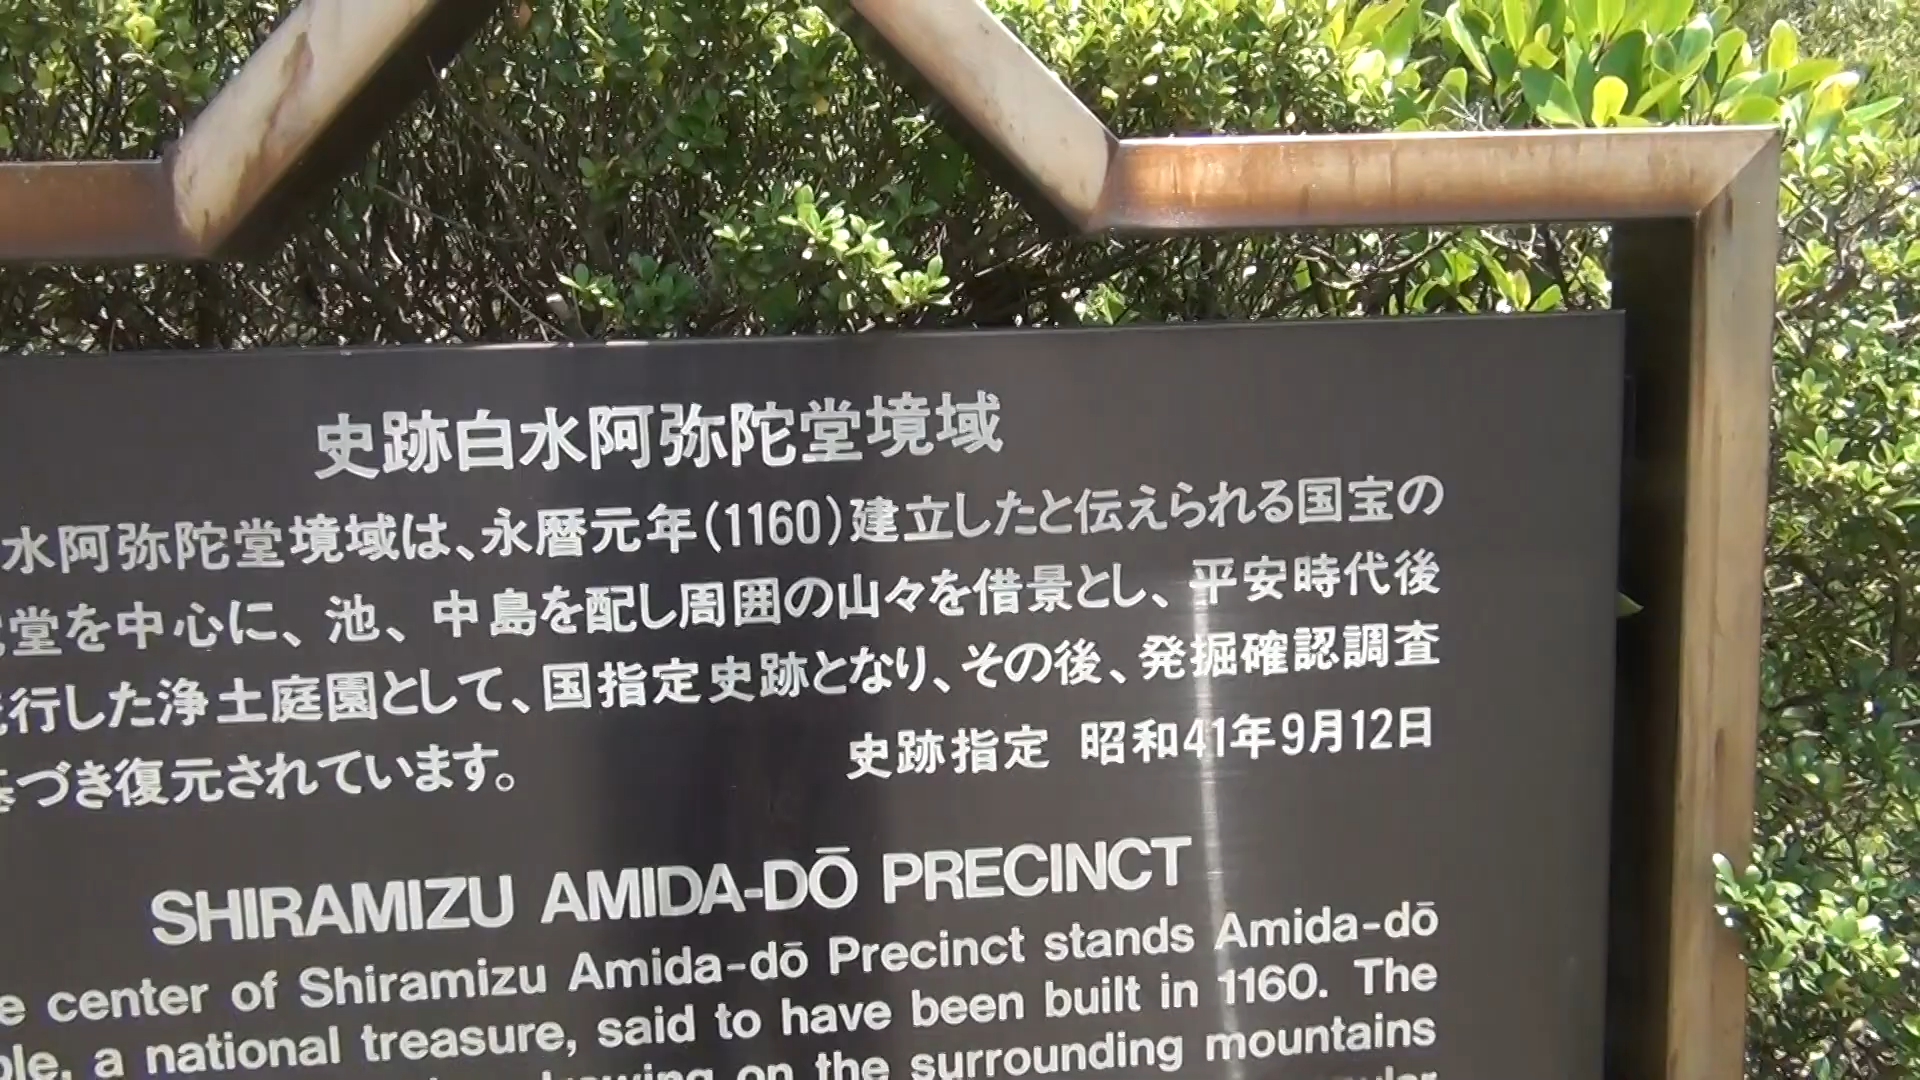 史跡白水阿弥陀堂境域
水阿弥陀堂境域は、永暦元年(1160)建立したと伝えられる国宝の
堂を中心に、池、中島を配し周囲の山々を借景とし、平安時代後
行した浄土庭園として、国指定史跡となり、その後、発掘確認調査
づき復元されています。
史跡指定 昭和41年9月12日
SHIRAMIZU AMIDA-DŌ PRECINCT
center of Shiramizu Amida-dō Precinct stands Amida-dō
a national treasure, said to have been built in 1160. The
on the surrounding mountains